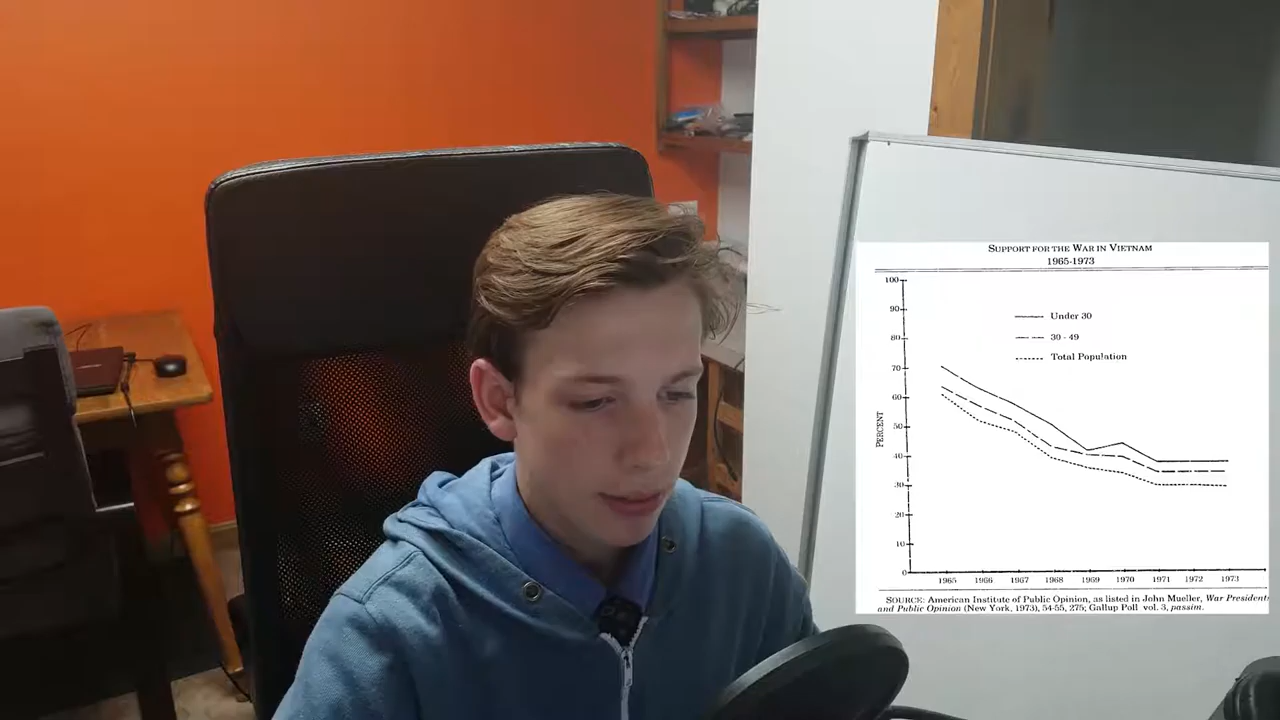 SUPPORT FOR THE WAR IN VIETNAM
1965-1973
100
90
80
70
60
50
40
30
20
10
0
PERCENT
Under 30
30 - 49
Total Population
1965 1966 1967 1968 1969 1970 1971 1972 1973
SOURCE: American Institute of Public Opinion, as listed in John Mueller, War Presidents
and Public Opinion (New York, 1973), 54-55, 275; Gallup Poll vol. 3, passim.